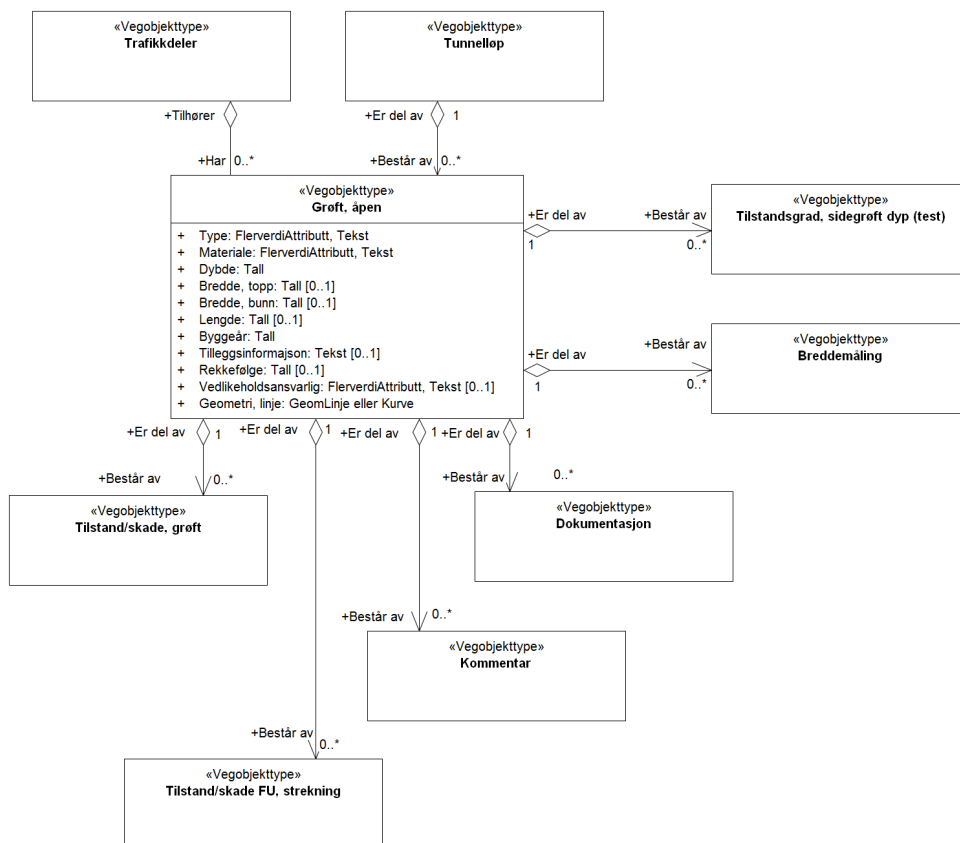 «Vegobjekttype»
Trafikkdeler
«Vegobjekttype»
Tunnelløp
+Tilhører
+Er del av 1
+Har 0..*
+Består av 0..*
«Vegobjekttype»
Grøft, åpen
+ Type: FlerverdiAttributt, Tekst
+ Materiale: FlerverdiAttributt, Tekst
+ Dybde: Tall
+ Bredde, topp: Tall [0..1]
+ Bredde, bunn: Tall [0..1]
+ Lengde: Tall [0..1]
+ Byggeår: Tall
+ Tilleggsinformajson: Tekst [0..1]
+ Rekkefølge: Tall [0..1]
+ Vedlikeholdsansvarlig: FlerverdiAttributt, Tekst [0..1]
+ Geometri, linje: GeomLinje eller Kurve
+Er del av
1
+Består av
0..*
«Vegobjekttype»
Tilstandsgrad, sidegrøft dyp (test)
+Er del av
1
+Består av
0..*
«Vegobjekttype»
Breddemåling
+Er del av 1
+Er del av 1
+Er del av 1
+Er del av 1
+Består av 0..*
«Vegobjekttype»
Tilstand/skade, grøft
+Består av 0..*
«Vegobjekttype»
Dokumentasjon
+Består av 0..*
«Vegobjekttype»
Kommentar
+Består av 0..*
«Vegobjekttype»
Tilstand/skade FU, strekning